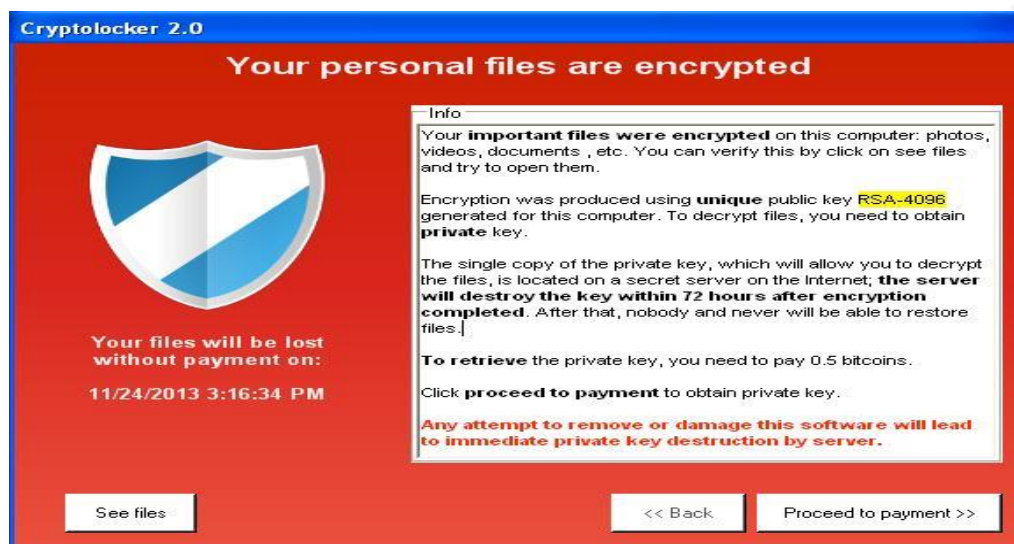 Cryptolocker 2.0
Your personal files are encrypted
Info
Your important files were encrypted on this computer: photos,
videos, documents , etc. You can verify this by click on see files
and try to open them.
Encryption was produced using unique public key RSA-4096
generated for this computer. To decrypt files, you need to obtain
private key.
The single copy of the private key, which will allow you to decrypt
the files, is located on a secret server on the Internet; the server
will destroy the key within 72 hours after encryption
completed. After that, nobody and never will be able to restore
files.
To retrieve the private key, you need to pay 0.5 bitcoins.
Click proceed to payment to obtain private key.
Any attempt to remove or damage this software will lead
to immediate private key destruction by server.
Your files will be lost
without payment on:
11/24/2013 3:16:34 PM
See files
<< Back
Proceed to payment >>